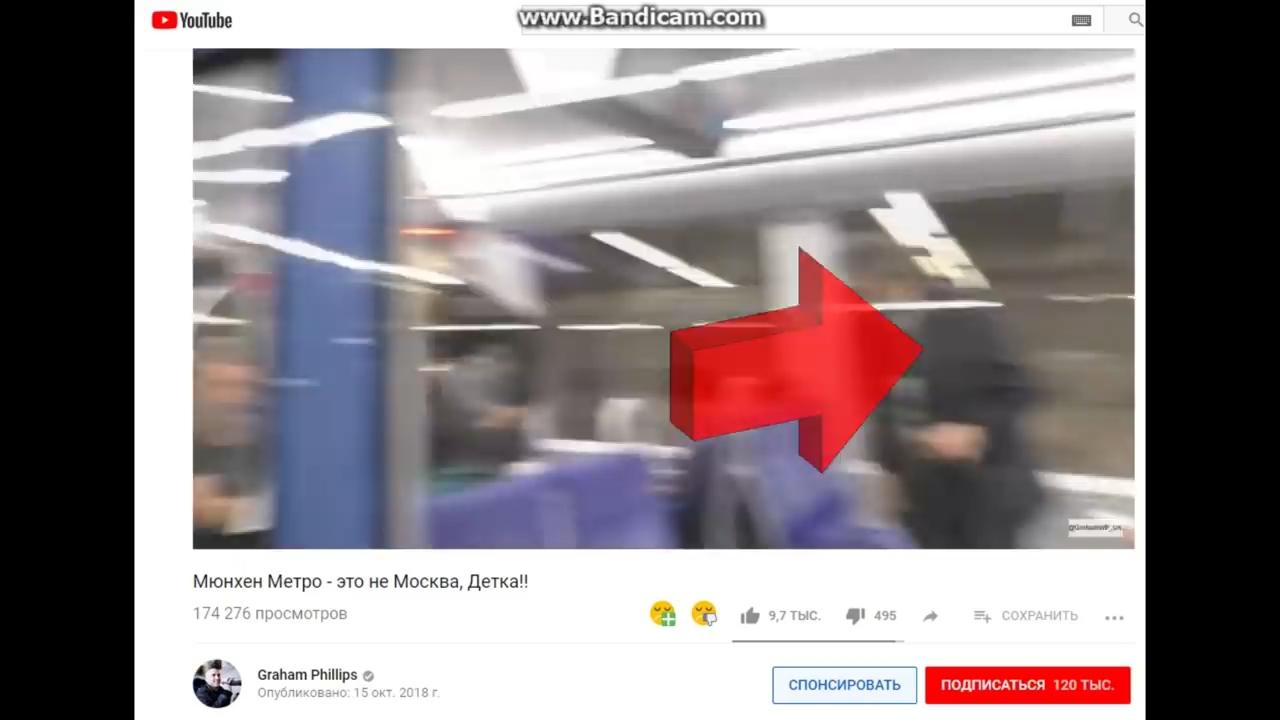 YouTube
www.Bandicam.com
@GrahamWP_UK
Мюнхен Метро - это не Москва, Детка!!
174 276 просмотров
9,7 ТЫС.
495
СОХРАНИТЬ
Graham Phillips
Опубликовано: 15 окт. 2018 г.
СПОНСИРОВАТЬ
ПОДПИСАТЬСЯ 120 ТЫС.